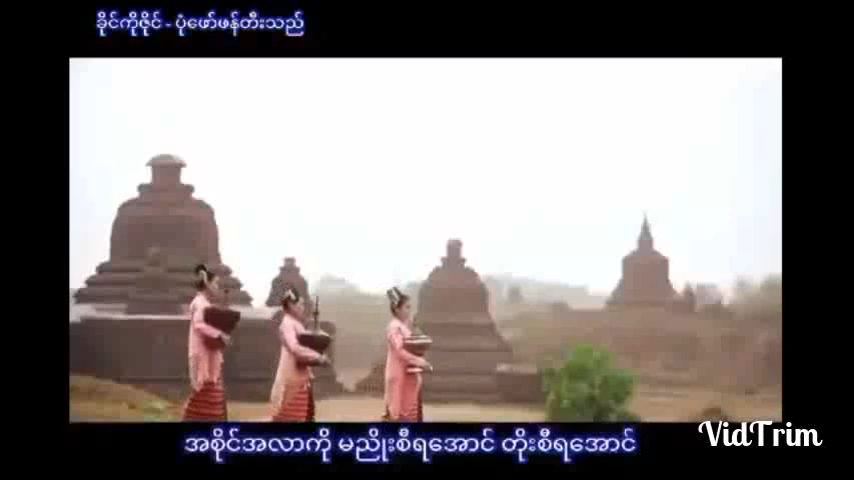 ခိုင်ကိုဇိုင် - ပုံဖော်ဖန်တီးသည်
အစိုင်အလာကို မညှိုးစီရအောင် တိုးစီရအောင်
VidTrim